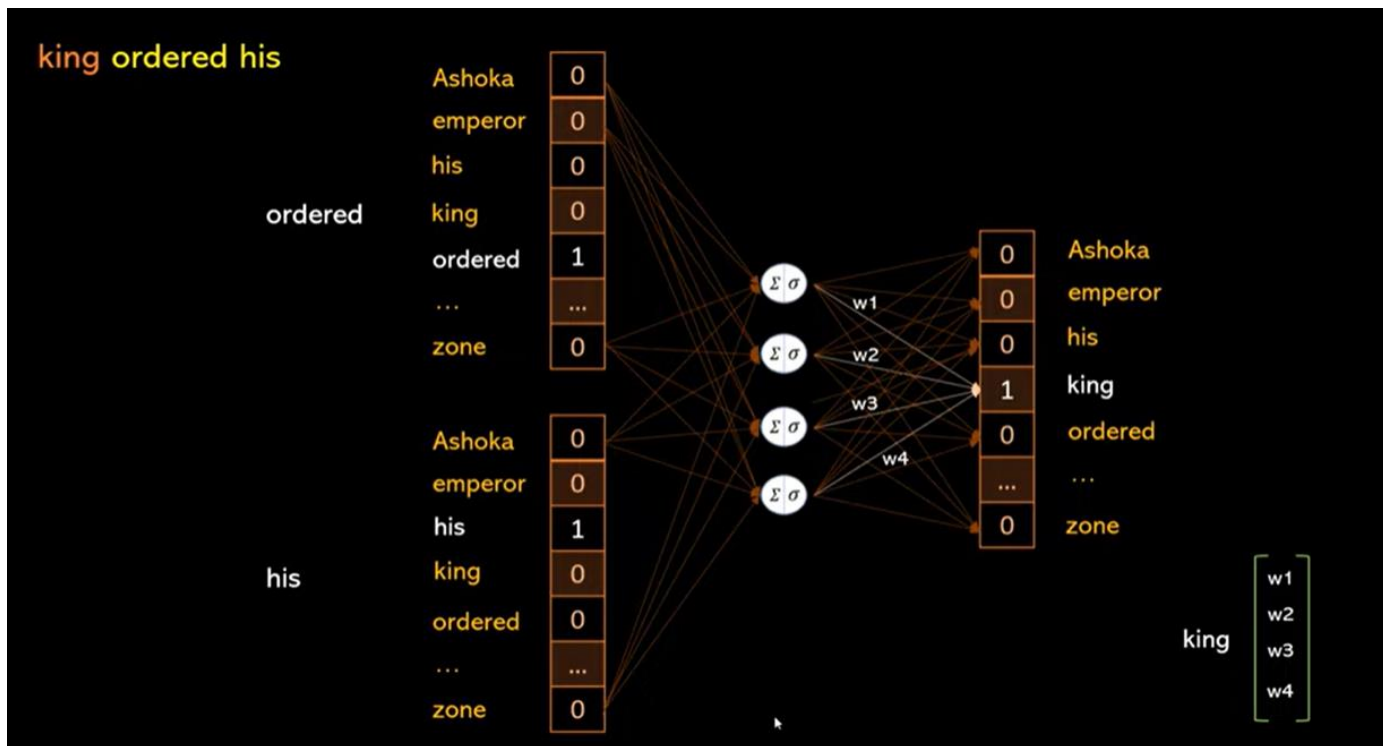 king ordered his
ordered
Ashoka 0
emperor 0
his 0
king 0
ordered 1
... ...
zone 0
his
Ashoka 0
emperor 0
his 1
king 0
ordered 0
... ...
zone 0
Σ σ
Σ σ
Σ σ
Σ σ
w1
w2
w3
w4
0 Ashoka
0 emperor
0 his
1 king
0 ordered
... ...
0 zone
king
w1
w2
w3
w4